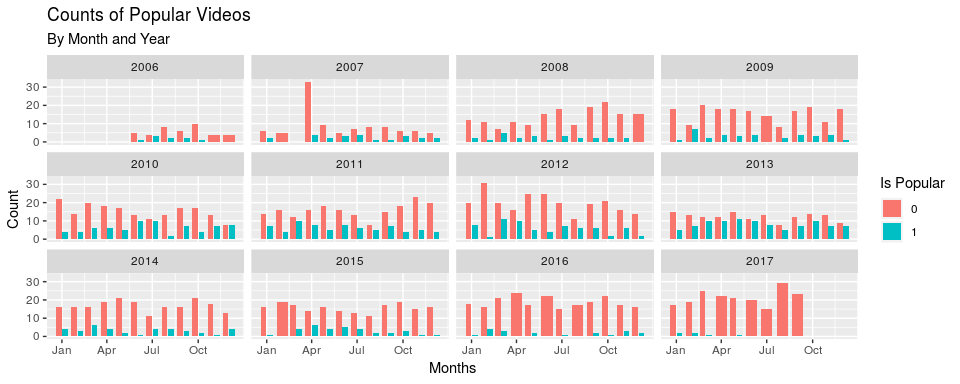 Counts of Popular Videos
By Month and Year
2006 2007 2008 2009
30
20
10
0
2010 2011 2012 2013
30
20
10
0
2014 2015 2016 2017
30
20
10
0
Jan Apr Jul Oct Jan Apr Jul Oct Jan Apr Jul Oct Jan Apr Jul Oct
Months
Count
Is Popular
0
1